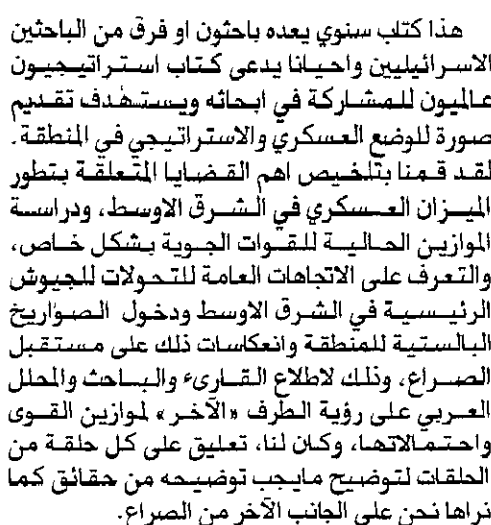 هذا كتاب سنوي يعده باحثون او فرق من الباحثين
الاسرائيليين واحيانا يدعى كتاب استراتيجيون
عالميون للمشاركة في ابحاثه ويستهدف تقديم
صورة للوضع العسكري والاستراتيجي في المنطقة.
لقد قمنا بتلخيص اهم القضايا المتعلقة بتطور
الميزان العسكري في الشرق الاوسط، ودراسة
الموازين الحالية للقوات الجوية بشكل خاص،
والتعرف على الاتجاهات العامة للتحولات للجيوش
الرئيسية في الشرق الاوسط ودخول الصواريخ
البالستية للمنطقة وانعكاسات ذلك على مستقبل
الصراع، وذلك لاطلاع القارىء والباحث والمحلل
العربي على رؤية الطرف «الآخر» لموازين القوى
واحتمالاتها، وكان لنا، تعليق على كل حلقة من
الحلقات لتوضيح مايجب توضيحه من حقائق كما
نراها نحن على الجانب الآخر من الصراع.